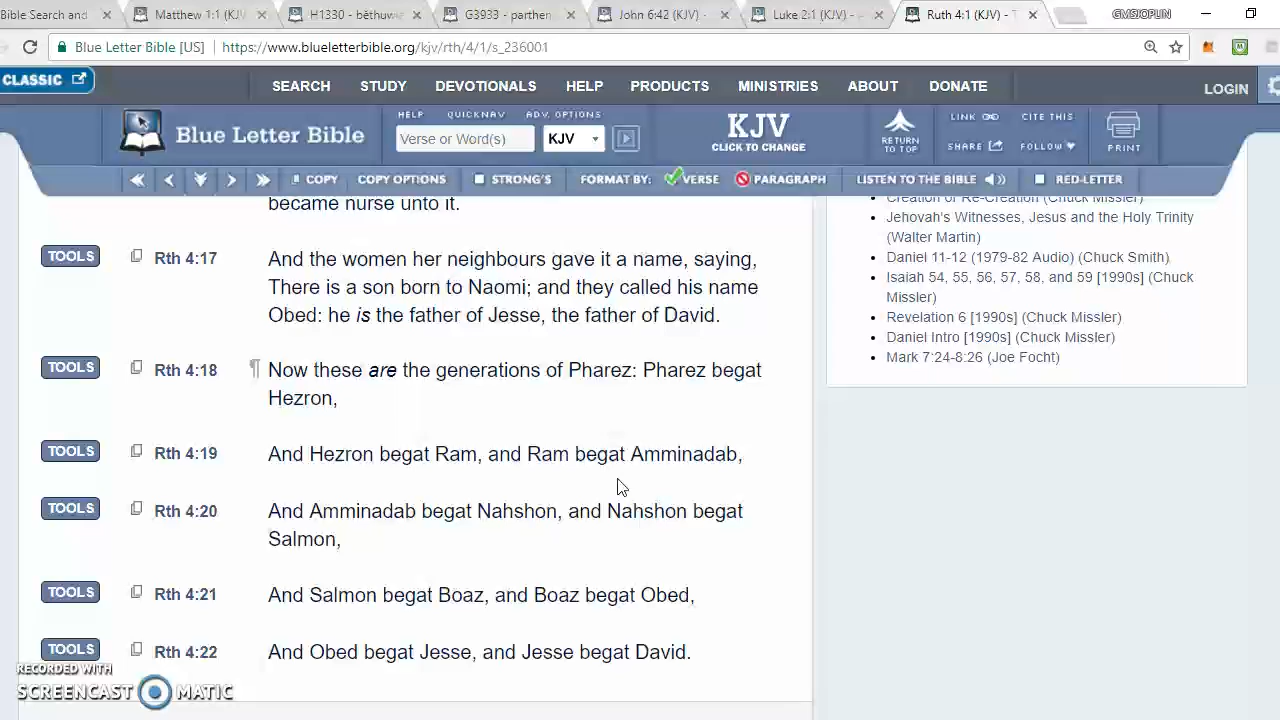 Bible Search and
Matthew 1:1 (KJV)
H1330 - bĕthuw
G3933 - parthen
John 6:42 (KJV) -
Luke 2:1 (KJV) -
Ruth 4:1 (KJV) - T
GMSIOPLIN
Blue Letter Bible [US]
https://www.blueletterbible.org/kjv/rth/4/1/s_236001
CLASSIC
SEARCH STUDY DEVOTIONALS HELP PRODUCTS MINISTRIES ABOUT DONATE
LOGIN
Blue Letter Bible
HELP QUICKNAV ADV. OPTIONS
Verse or Word(s)
KJV
KJV
CLICK TO CHANGE
RETURN
TO TOP
LINK CITE THIS
SHARE FOLLOW
PRINT
COPY COPY OPTIONS STRONG'S FORMAT BY: VERSE PARAGRAPH LISTEN TO THE BIBLE RED-LETTER
became nurse unto it.
TOOLS Rth 4:17 And the women her neighbours gave it a name, saying,
There is a son born to Naomi; and they called his name
Obed: he is the father of Jesse, the father of David.
TOOLS Rth 4:18 ¶ Now these are the generations of Pharez: Pharez begat
Hezron,
TOOLS Rth 4:19 And Hezron begat Ram, and Ram begat Amminadab,
TOOLS Rth 4:20 And Amminadab begat Nahshon, and Nahshon begat
Salmon,
TOOLS Rth 4:21 And Salmon begat Boaz, and Boaz begat Obed,
TOOLS Rth 4:22 And Obed begat Jesse, and Jesse begat David.
Creation or Re-Creation (Chuck Missler)
Jehovah's Witnesses, Jesus and the Holy Trinity
(Walter Martin)
Daniel 11-12 (1979-82 Audio) (Chuck Smith)
Isaiah 54, 55, 56, 57, 58, and 59 [1990s] (Chuck
Missler)
Revelation 6 [1990s] (Chuck Missler)
Daniel Intro [1990s] (Chuck Missler)
Mark 7:24-8:26 (Joe Focht)
RECORDED WITH
SCREENCAST MATIC